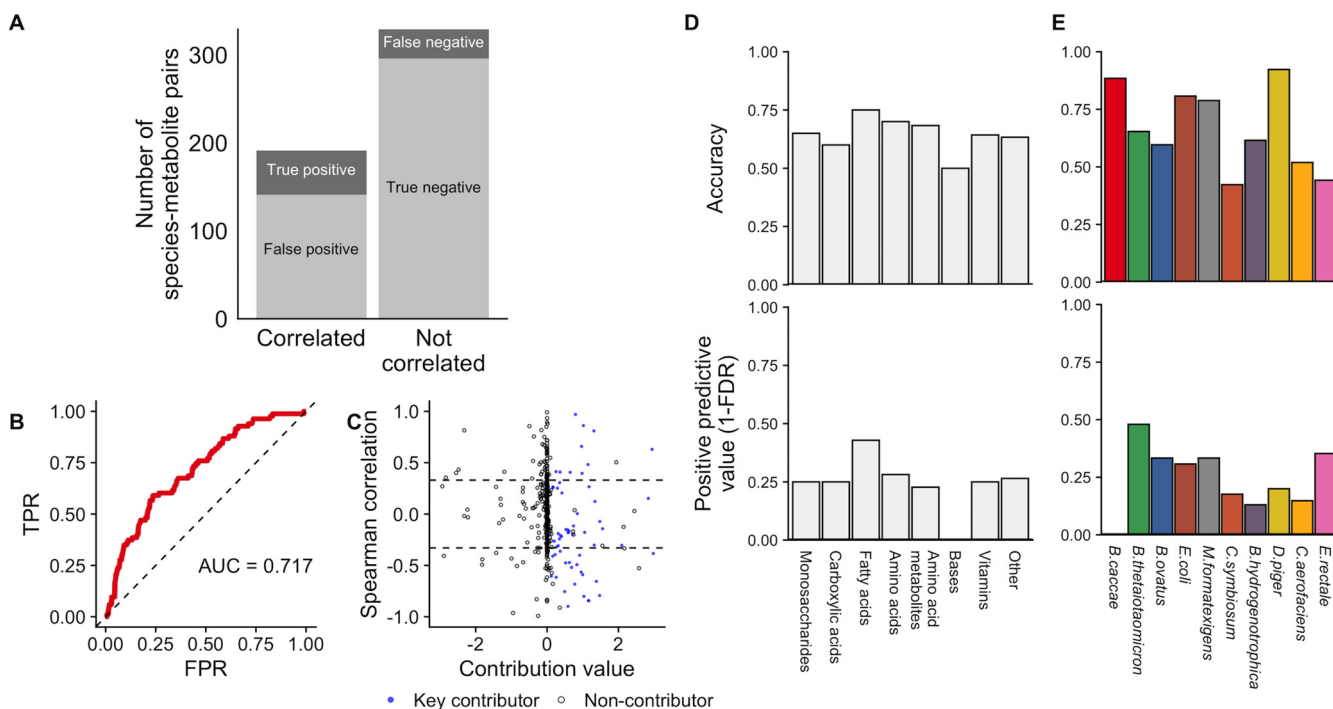 A
Number of
species-metabolite pairs
300
200
100
0
False negative
True positive
True negative
False positive
Correlated
Not
correlated
B
TPR
1.00
0.75
0.50
0.25
0.00
AUC = 0.717
0.00 0.25 0.50 0.75 1.00
FPR
C
Spearman correlation
1.0
0.5
0.0
-0.5
-1.0
-2 0 2
Contribution value
Key contributor Non-contributor
D
Accuracy
1.00
0.75
0.50
0.25
0.00
Positive predictive
value (1-FDR)
1.00
0.75
0.50
0.25
0.00
Monosaccharides
Carboxylic acids
Fatty acids
Amino acids
Amino acid
metabolites
Bases
Vitamins
Other
E
1.00
0.75
0.50
0.25
0.00
1.00
0.75
0.50
0.25
0.00
B.caccae
B.thetaiotaomicron
B.ovatus
E.coli
M.formatexigens
C.symbiosum
B.hydrogenotrophica
D.piger
C.aerofaciens
E.rectale